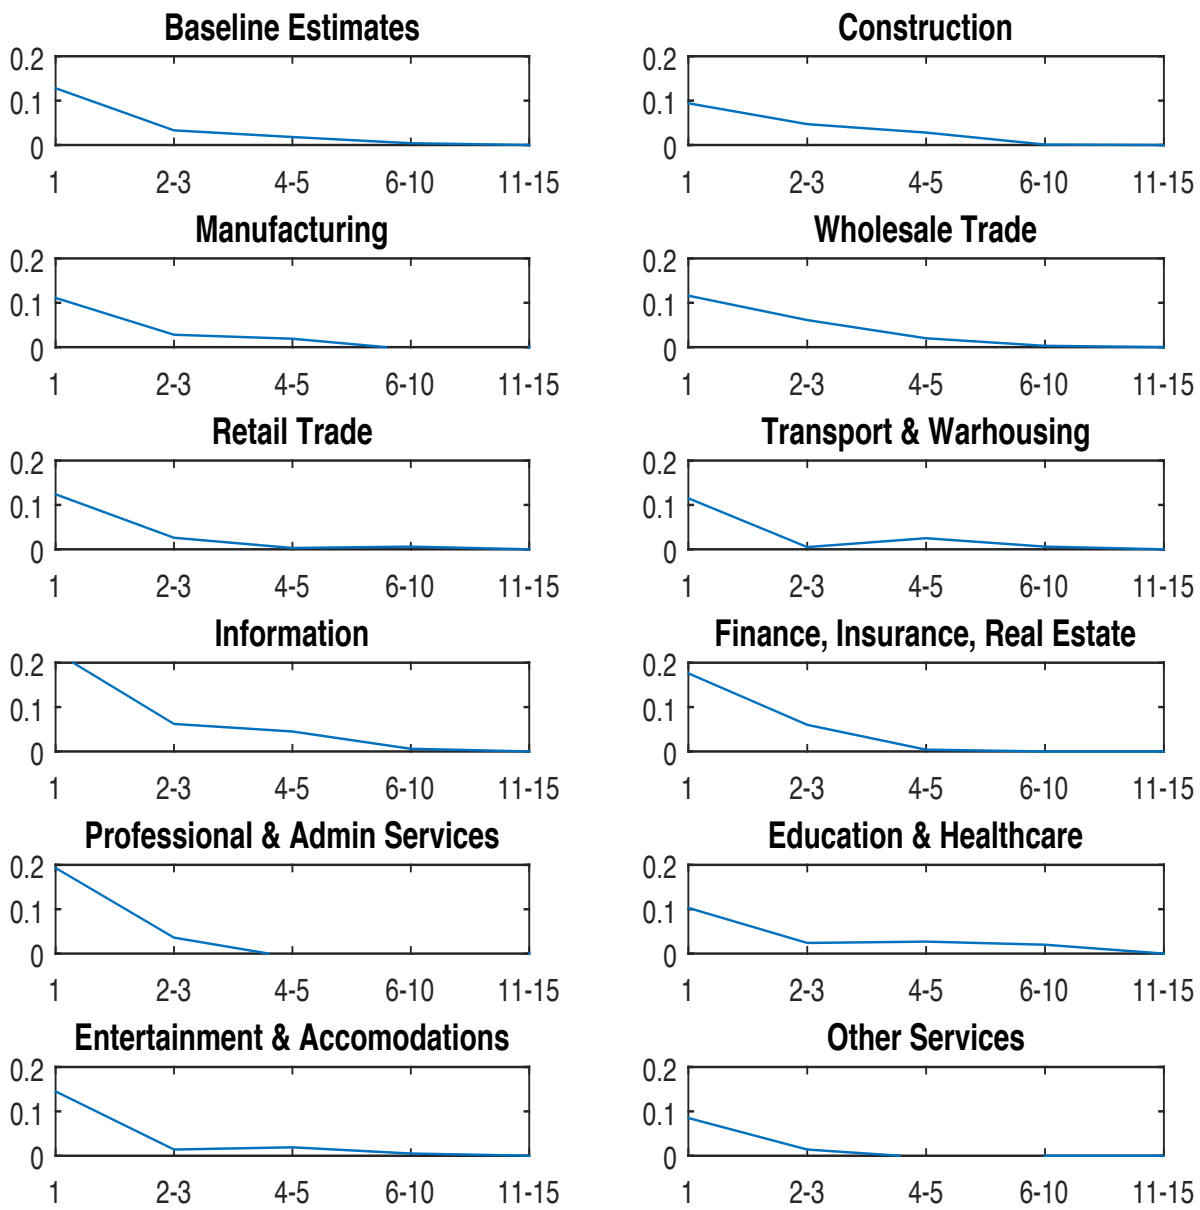 Baseline Estimates
0.2
0.1
0
1 2-3 4-5 6-10 11-15
Construction
0.2
0.1
0
1 2-3 4-5 6-10 11-15
Manufacturing
0.2
0.1
0
1 2-3 4-5 6-10 11-15
Wholesale Trade
0.2
0.1
0
1 2-3 4-5 6-10 11-15
Retail Trade
0.2
0.1
0
1 2-3 4-5 6-10 11-15
Transport & Warhousing
0.2
0.1
0
1 2-3 4-5 6-10 11-15
Information
0.2
0.1
0
1 2-3 4-5 6-10 11-15
Finance, Insurance, Real Estate
0.2
0.1
0
1 2-3 4-5 6-10 11-15
Professional & Admin Services
0.2
0.1
0
1 2-3 4-5 6-10 11-15
Education & Healthcare
0.2
0.1
0
1 2-3 4-5 6-10 11-15
Entertainment & Accomodations
0.2
0.1
0
1 2-3 4-5 6-10 11-15
Other Services
0.2
0.1
0
1 2-3 4-5 6-10 11-15